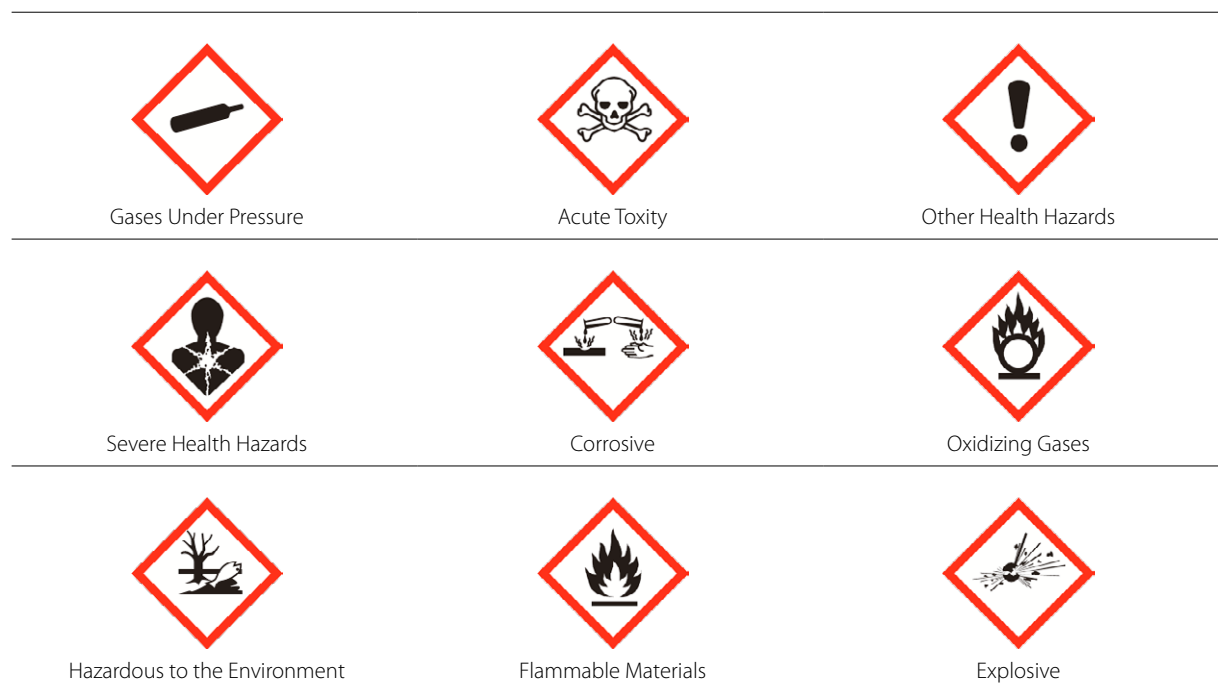 Gases Under Pressure
Acute Toxity
Other Health Hazards
Severe Health Hazards
Corrosive
Oxidizing Gases
Hazardous to the Environment
Flammable Materials
Explosive